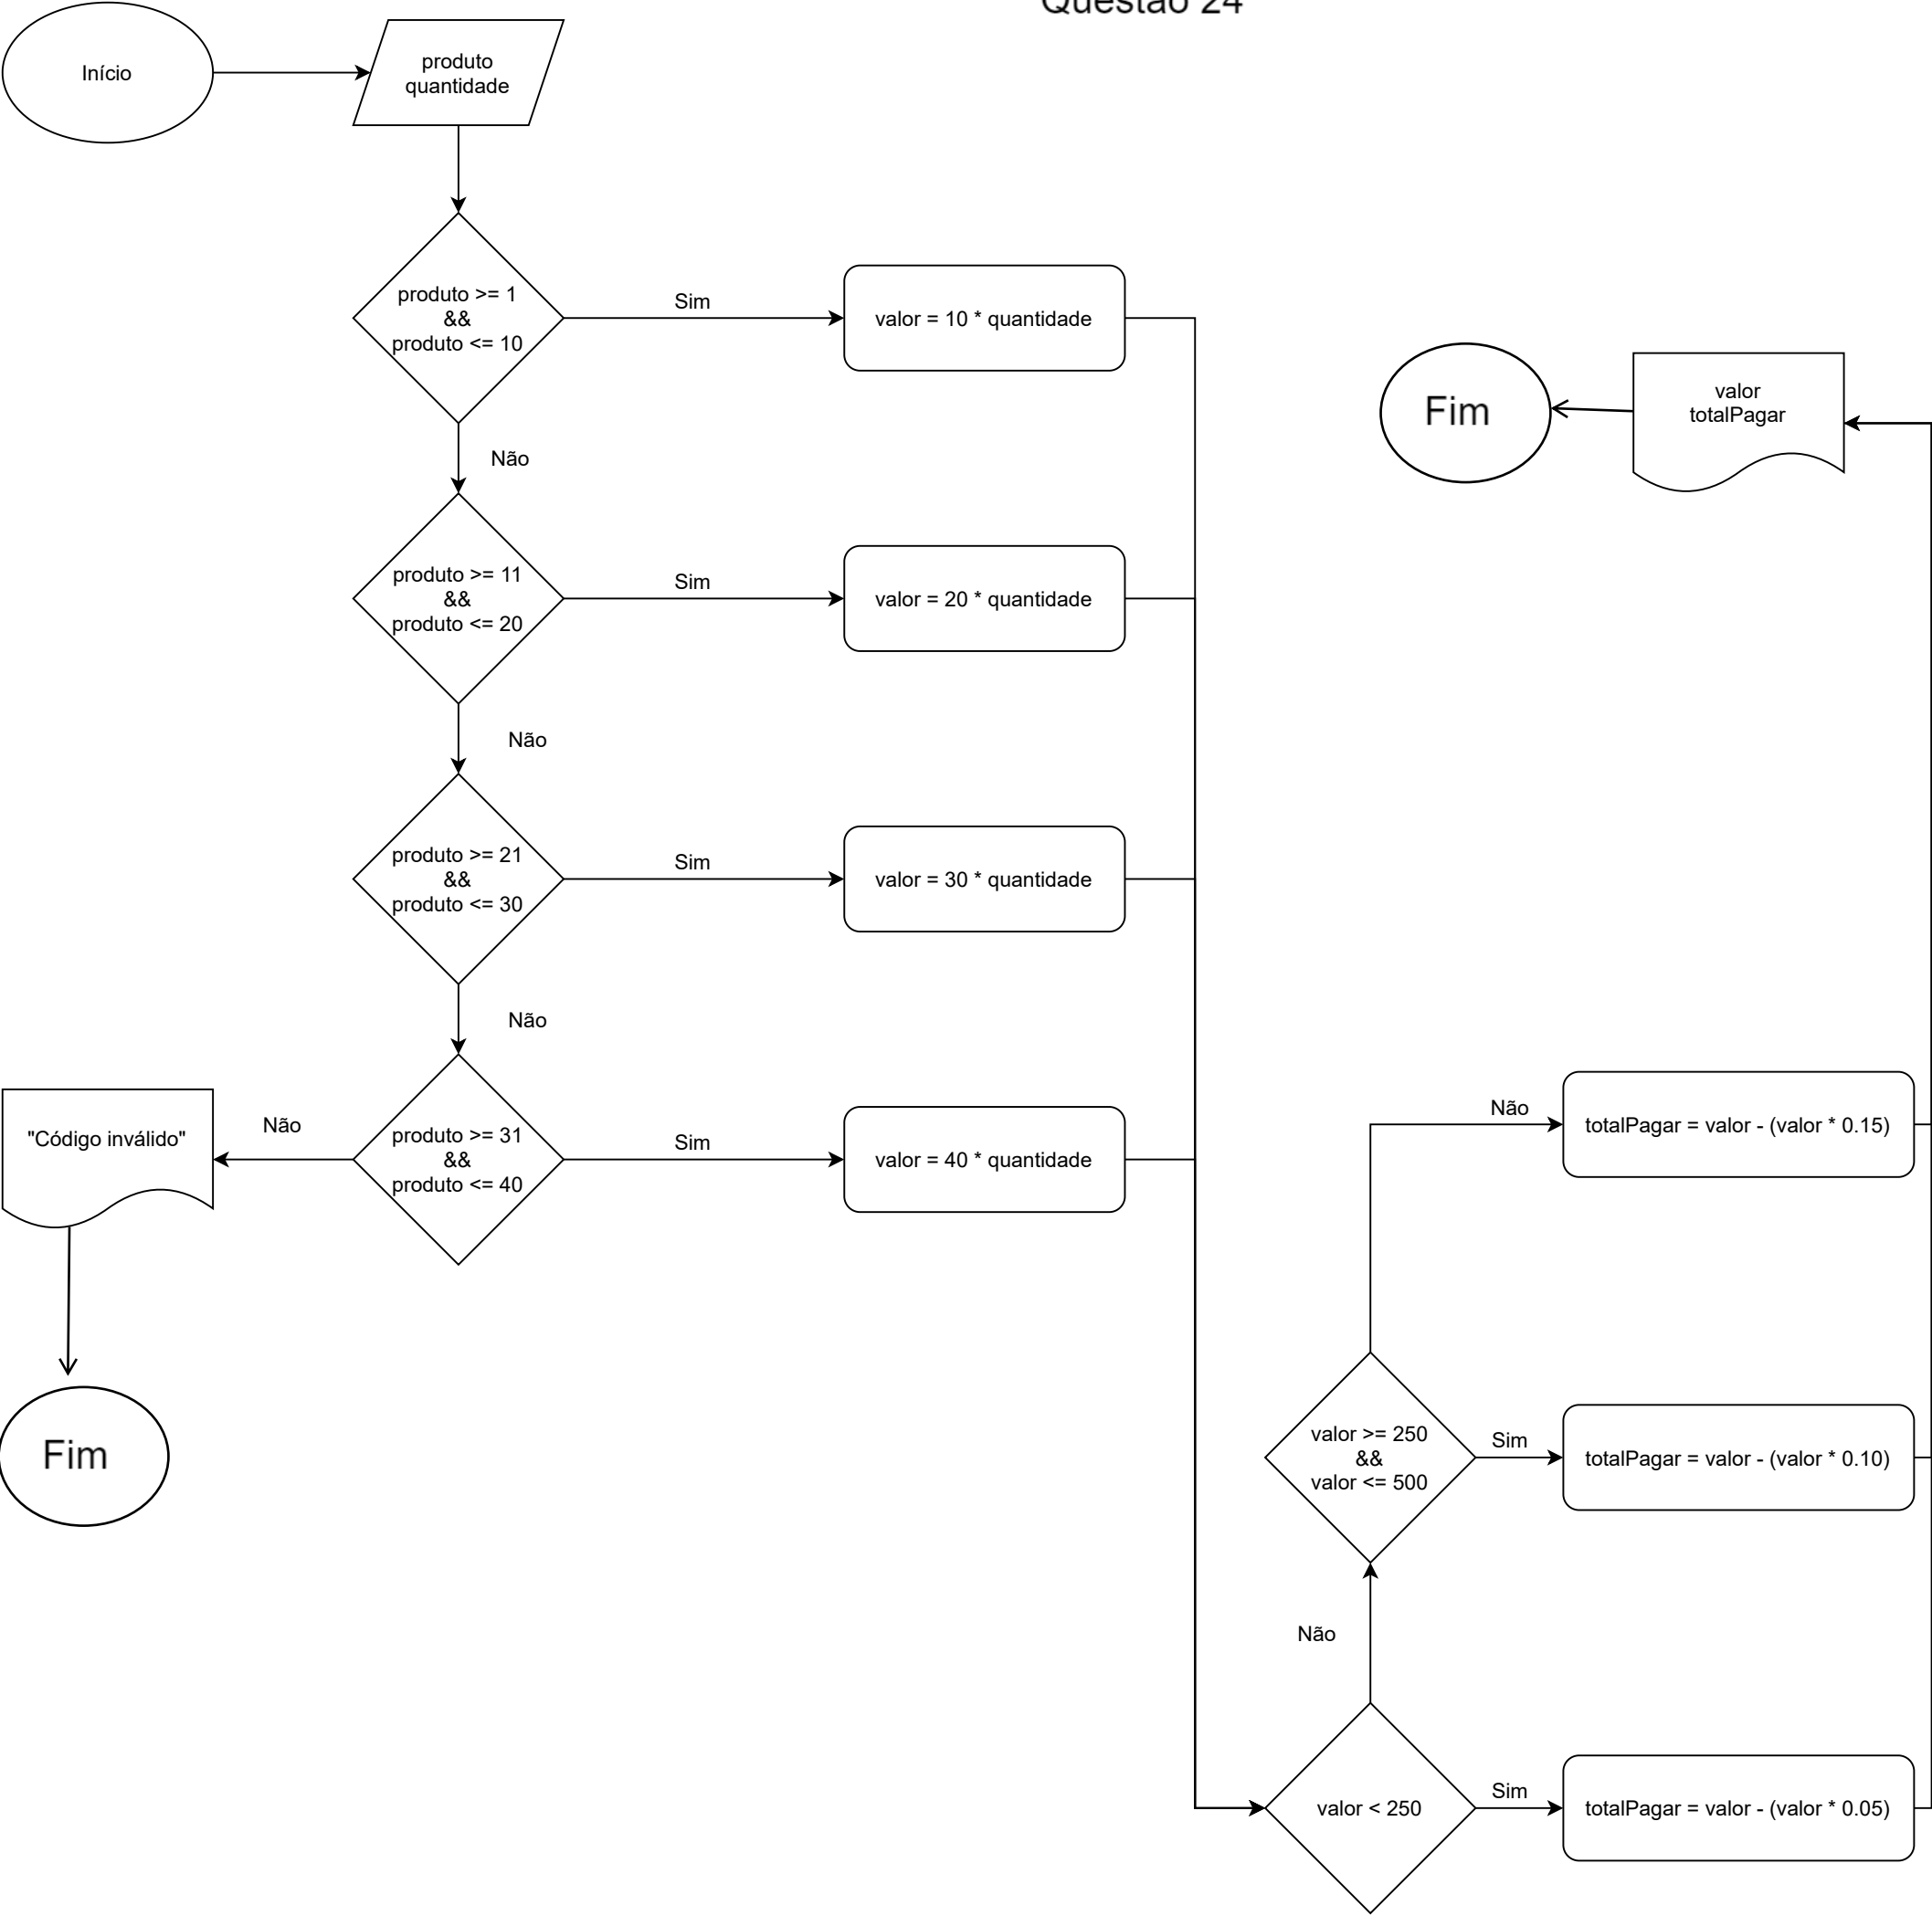 Questão 24
Início
produto
quantidade
produto >= 1
&&
produto <= 10
Sim
valor = 10 * quantidade
Não
produto >= 11
&&
produto <= 20
Sim
valor = 20 * quantidade
Não
produto >= 21
&&
produto <= 30
Sim
valor = 30 * quantidade
Não
produto >= 31
&&
produto <= 40
Sim
valor = 40 * quantidade
Não
"Código inválido"
Fim
valor < 250
Sim
totalPagar = valor - (valor * 0.05)
Não
valor >= 250
&&
valor <= 500
Sim
totalPagar = valor - (valor * 0.10)
Não
totalPagar = valor - (valor * 0.15)
valor
totalPagar
Fim